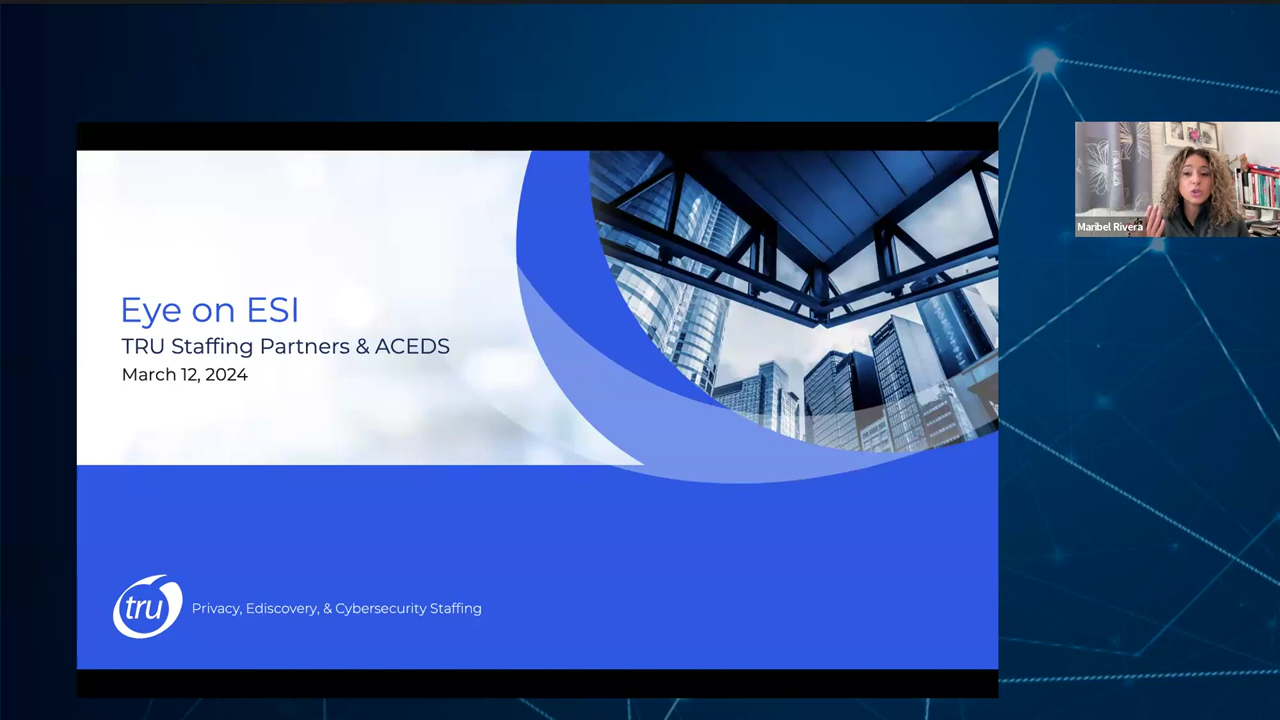 Eye on ESI
TRU Staffing Partners & ACEDS
March 12, 2024
tru
Privacy, Ediscovery, & Cybersecurity Staffing
Maribel Rivera